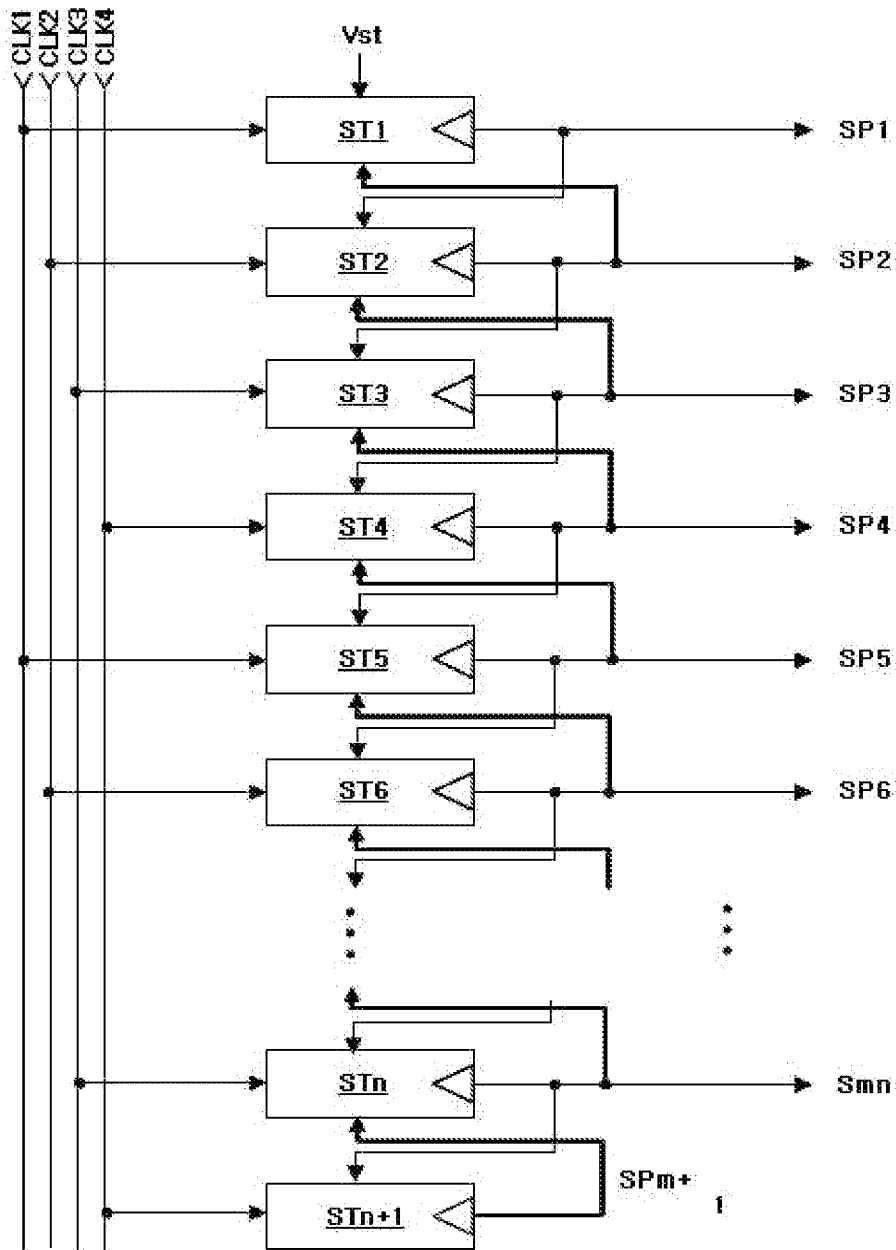 CLK1
CLK2
CLK3
CLK4
Vst
ST1
SP1
ST2
SP2
ST3
SP3
ST4
SP4
ST5
SP5
ST6
SP6
STn
Smn
SPm+
1
STn+1